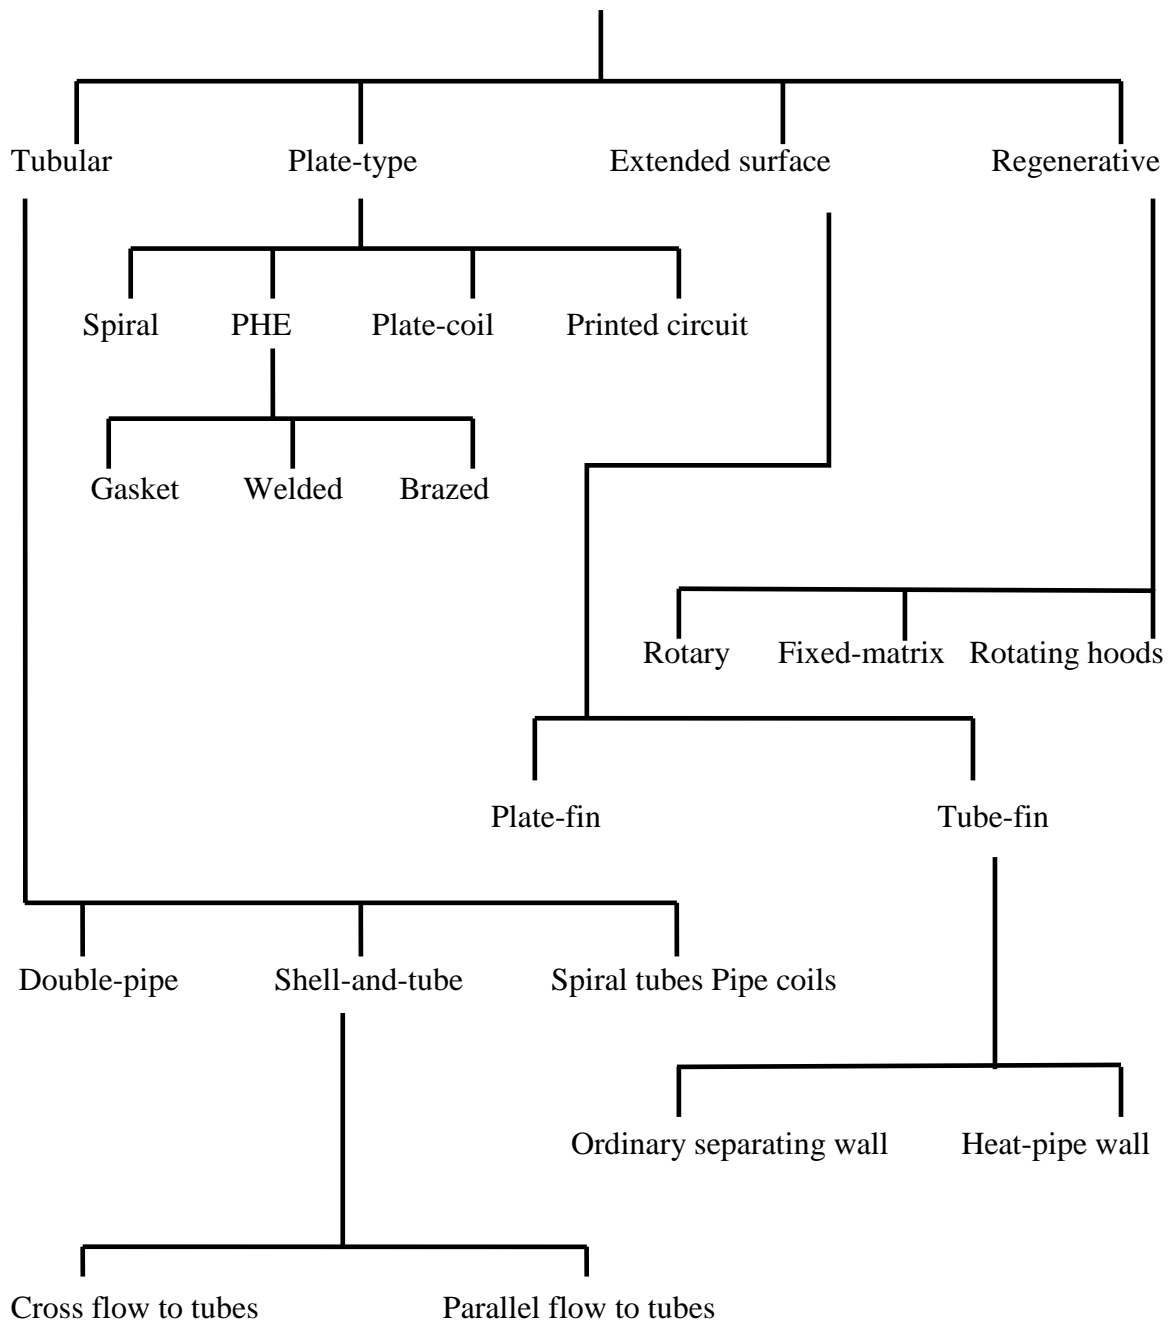 Tubular Plate-type Extended surface Regenerative
Spiral PHE Plate-coil Printed circuit
Gasket Welded Brazed
Rotary Fixed-matrix Rotating hoods
Plate-fin Tube-fin
Double-pipe Shell-and-tube Spiral tubes Pipe coils
Ordinary separating wall Heat-pipe wall
Cross flow to tubes Parallel flow to tubes